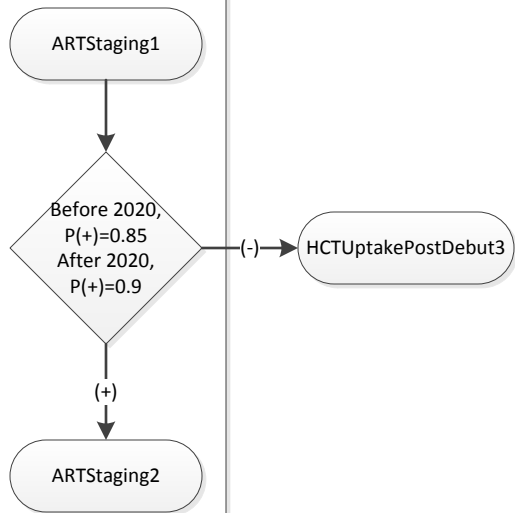 ARTStaging1
Before 2020,
P(+)=0.85
After 2020,
P(+)=0.9
(-)
HCTUptakePostDebut3
(+)
ARTStaging2